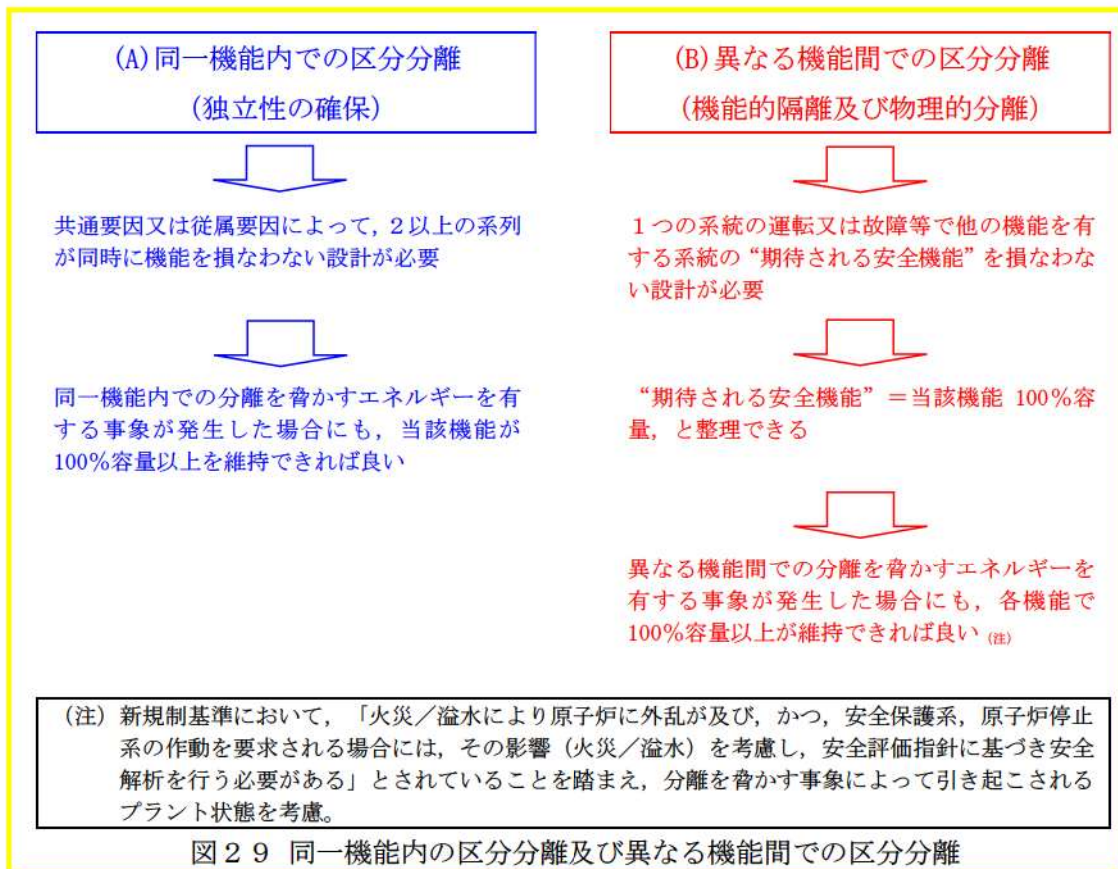 (A)同一機能内での区分分離
(独立性の確保)
共通要因又は従属要因によって，２以上の系列
が同時に機能を損なわない設計が必要
同一機能内での分離を脅かすエネルギーを有
する事象が発生した場合にも，当該機能が
100％容量以上を維持できれば良い
(B)異なる機能間での区分分離
(機能的隔離及び物理的分離)
１つの系統の運転又は故障等で他の機能を有
する系統の“期待される安全機能”を損なわな
い設計が必要
“期待される安全機能”＝当該機能 100％容
量，と整理できる
異なる機能間での分離を脅かすエネルギーを
有する事象が発生した場合にも，各機能で
100％容量以上が維持できれば良い (注)
(注) 新規制基準において，「火災／溢水により原子炉に外乱が及び，かつ，安全保護系，原子炉停止
系の作動を要求される場合には，その影響（火災／溢水）を考慮し，安全評価指針に基づき安全
解析を行う必要がある」とされていることを踏まえ，分離を脅かす事象によって引き起こされる
プラント状態を考慮。
図２９ 同一機能内の区分分離及び異なる機能間での区分分離